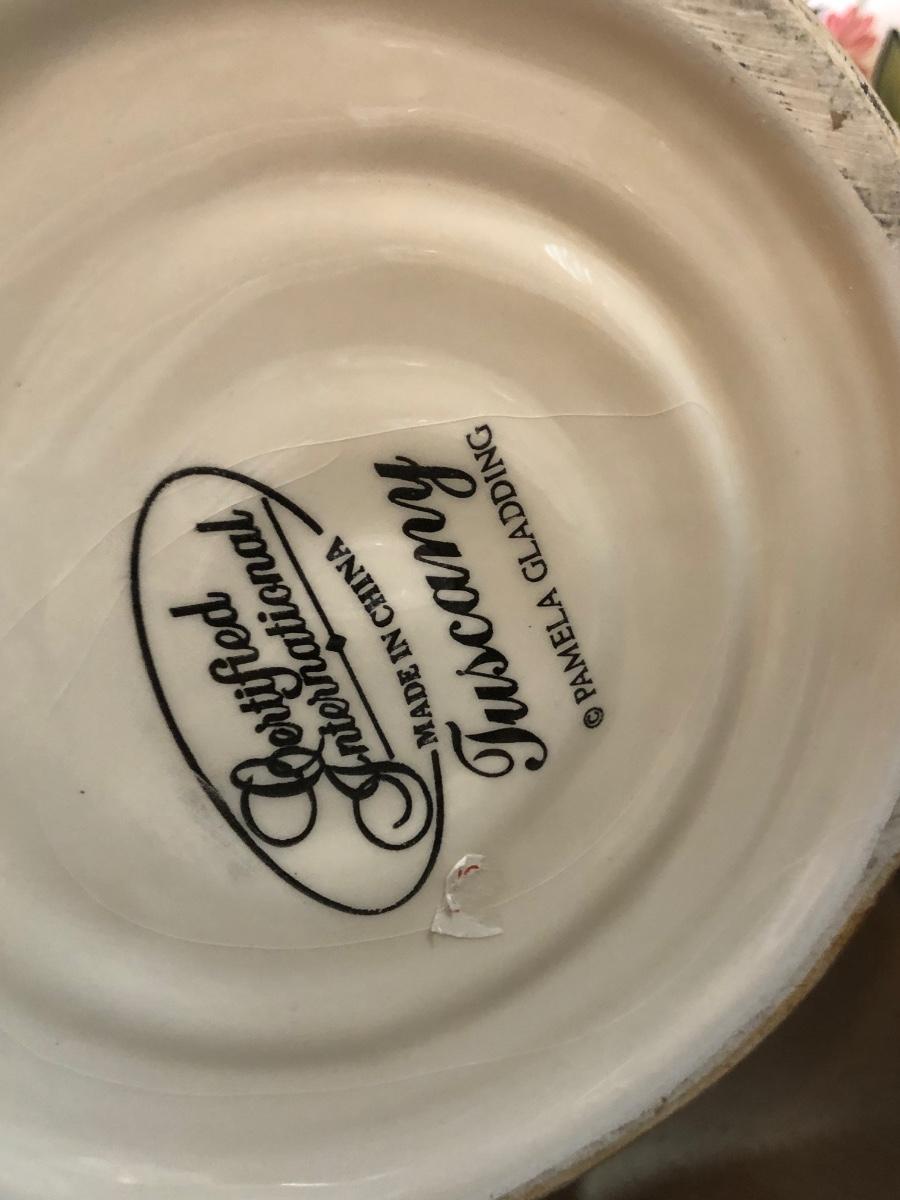 Certified
International
MADE IN CHINA
Tuscany
© PAMELA GLADDING